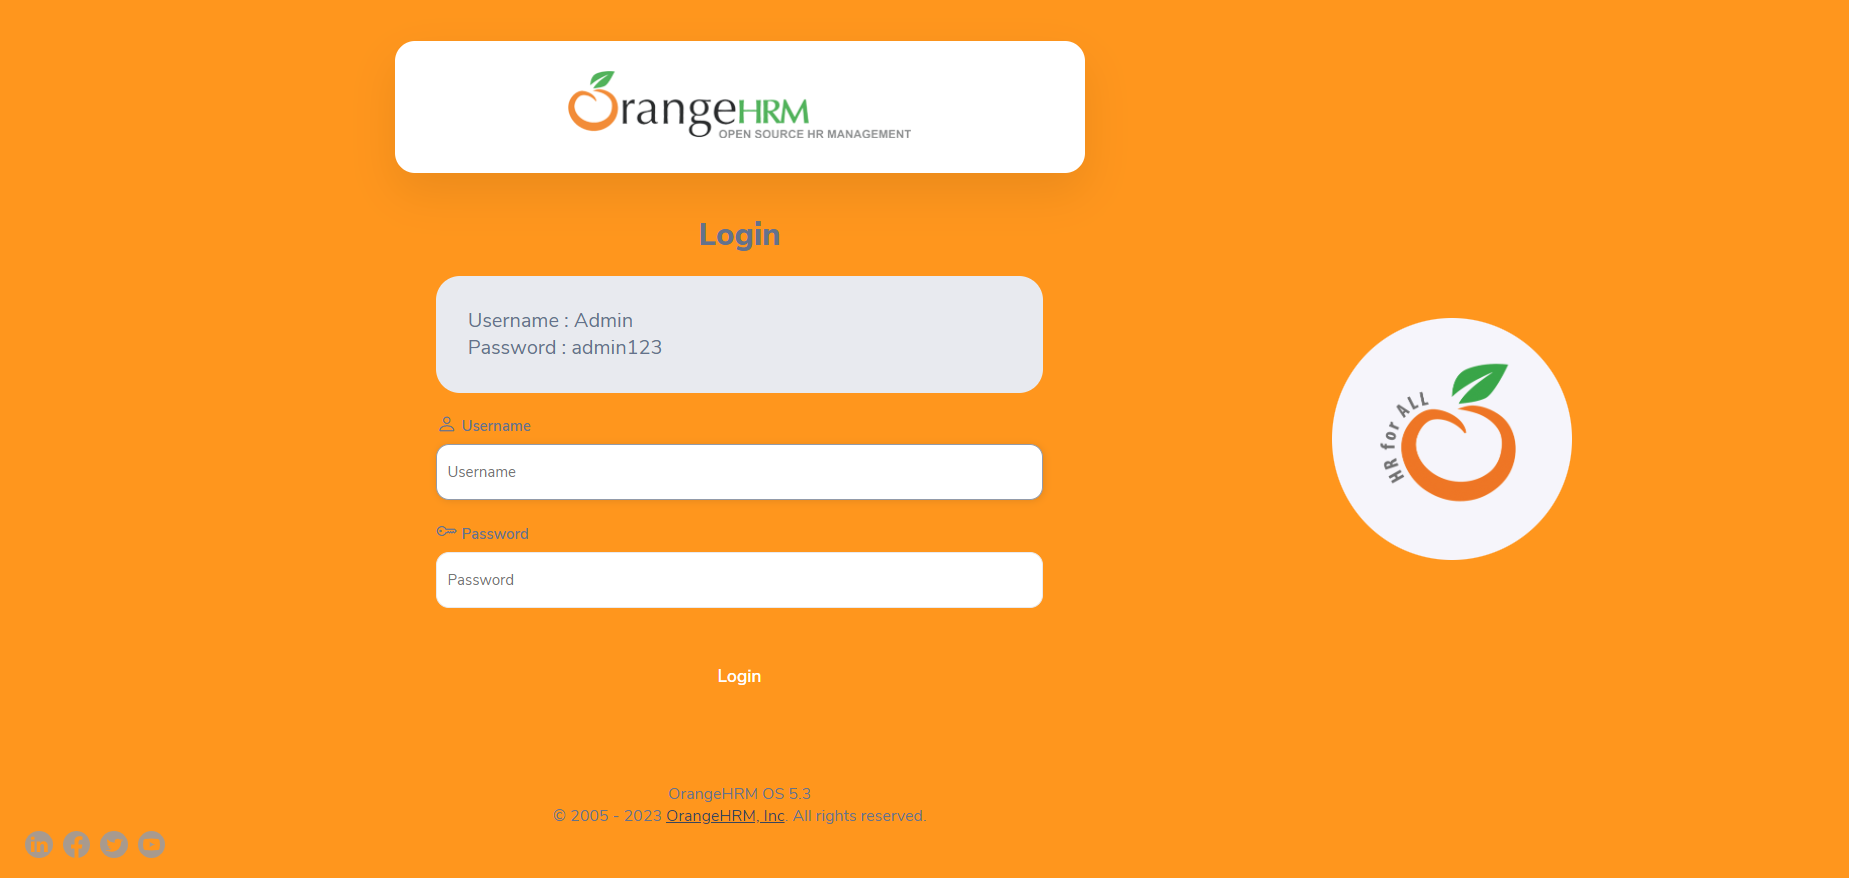 OrangeHRM
OPEN SOURCE HR MANAGEMENT
Login
Username : Admin
Password : admin123
Username
Username
Password
Password
Login
OrangeHRM OS 5.3
© 2005 - 2023 OrangeHRM, Inc. All rights reserved.
HR for ALL